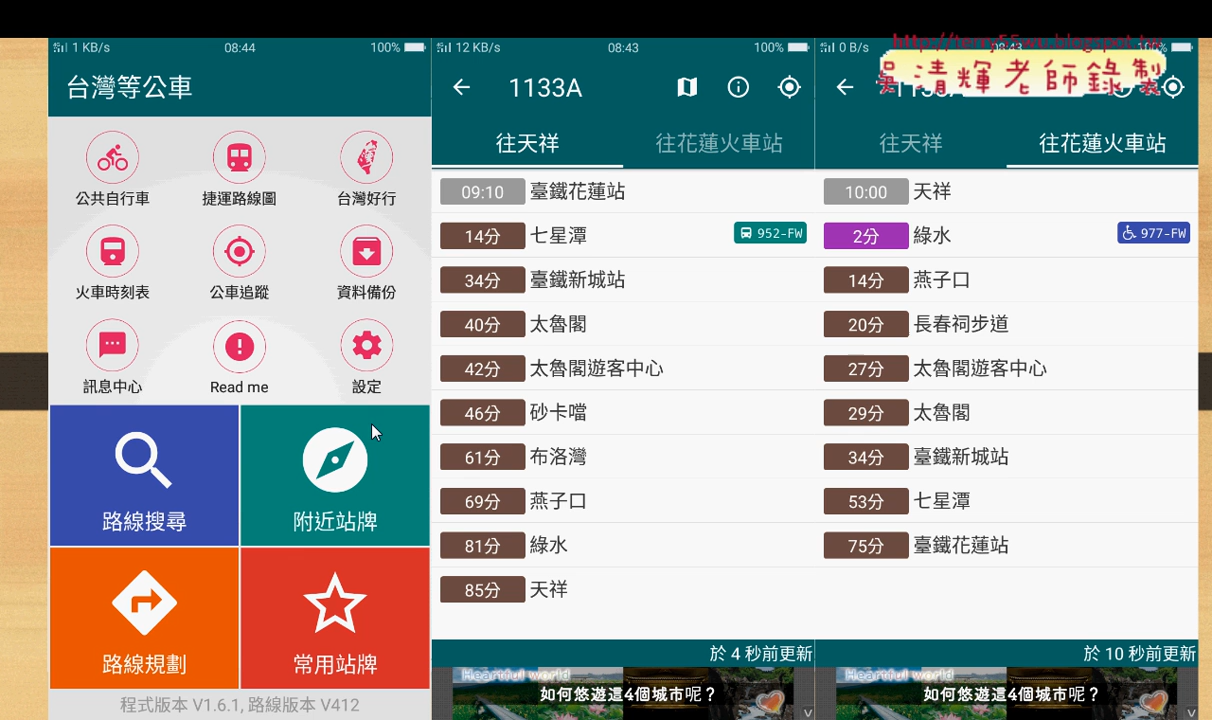 http://terry55wu.blogspot.tw
吳清輝老師錄製
1 KB/s 08:44 100%
台灣等公車
公共自行車 捷運路線圖 台灣好行
火車時刻表 公車追蹤 資料備份
訊息中心 Read me 設定
路線搜尋 附近站牌
路線規劃 常用站牌
程式版本 V1.6.1, 路線版本 V412
12 KB/s 08:43 100%
1133A
往天祥 往花蓮火車站
09:10 臺鐵花蓮站
14分 七星潭 952-FW
34分 臺鐵新城站
40分 太魯閣
42分 太魯閣遊客中心
46分 砂卡噹
61分 布洛灣
69分 燕子口
81分 綠水
85分 天祥
於 4 秒前更新
Heartful world
如何悠遊這4個城市呢？
0 B/s 08:43 100%
往天祥 往花蓮火車站
10:00 天祥
2分 綠水 977-FW
14分 燕子口
20分 長春祠步道
27分 太魯閣遊客中心
29分 太魯閣
34分 臺鐵新城站
53分 七星潭
75分 臺鐵花蓮站
於 10 秒前更新
Heartful world
如何悠遊這4個城市呢？